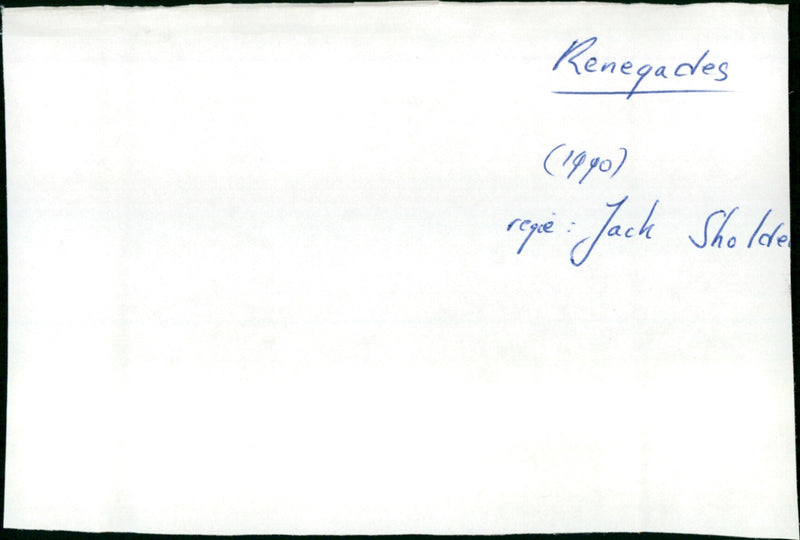 Renegades
(1990)
regie: Jack Sholde